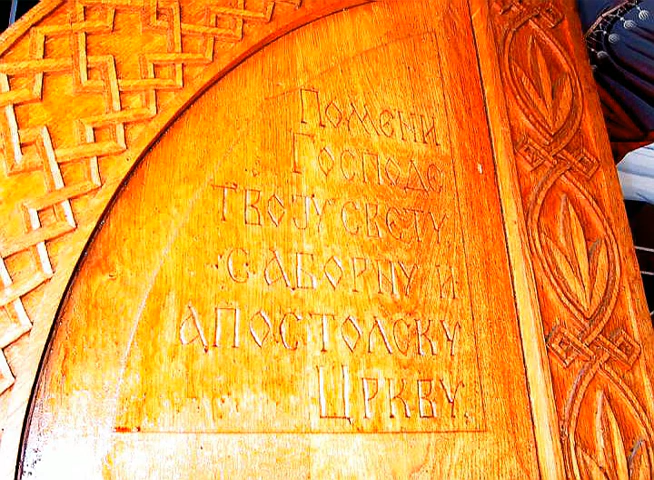 Помени
Господе
твоју свету,
саборну и
апостолску
Цркву.